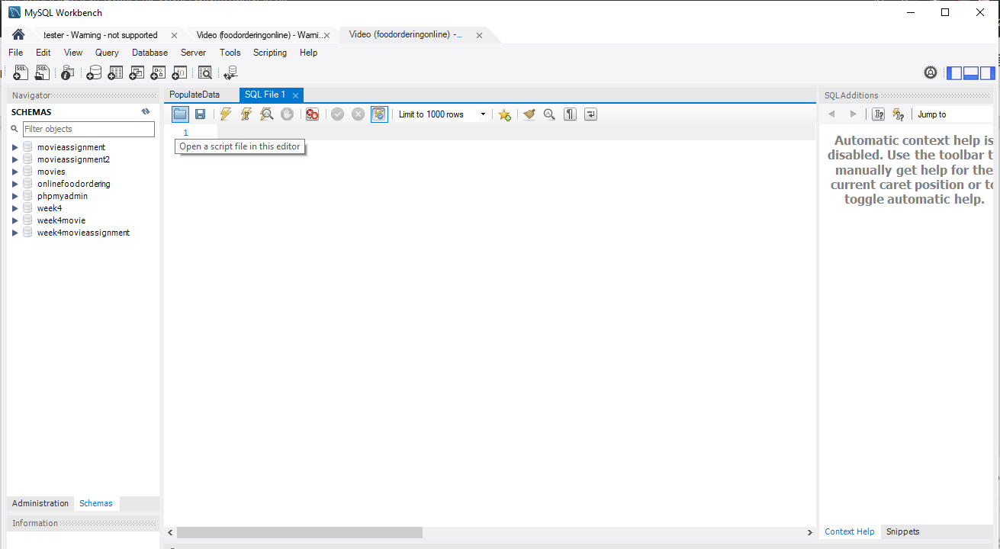 MySQL Workbench
tester - Warning - not supported
Video (foodorderingonline) - Warni...
Video (foodorderingonline) -...
File Edit View Query Database Server Tools Scripting Help
Navigator
SCHEMAS
Filter objects
movieassignment
movieassignment2
movies
onlinefoodordering
phpmyadmin
week4
week4movie
week4movieassignment
Administration Schemas
Information
PopulateData SQL File 1
Limit to 1000 rows
1
Open a script file in this editor
SQLAdditions
Jump to
Automatic context help is
disabled. Use the toolbar t
manually get help for the
current caret position or to
toggle automatic help.
Context Help Snippets